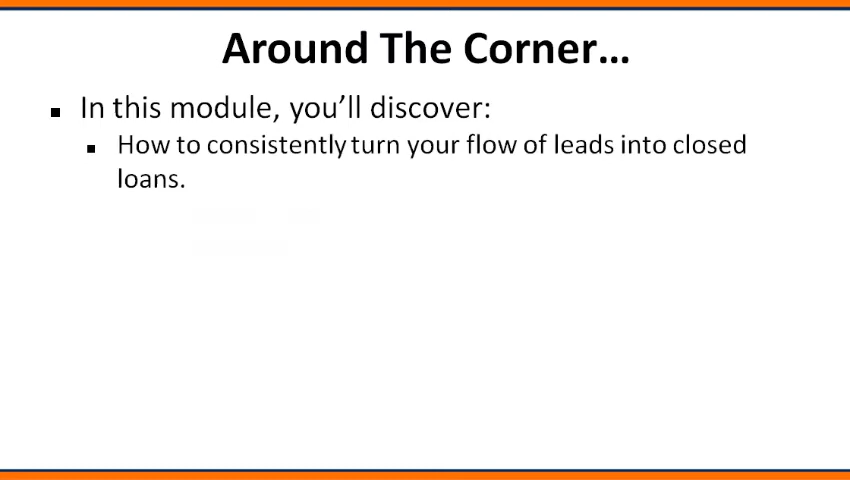 Around The Corner…
In this module, you’ll discover:
How to consistently turn your flow of leads into closed
loans.